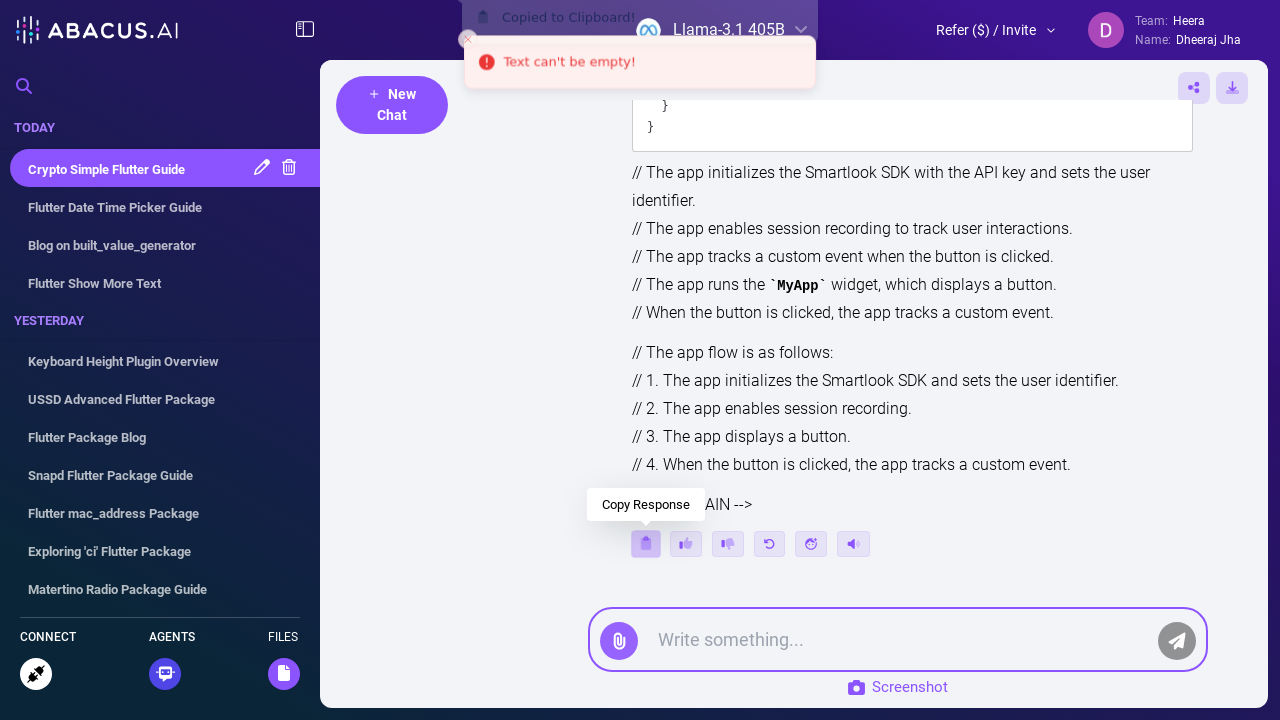 ABACUS.AI
Copied to Clipboard!
Llama-3.1 405B
Refer ($) / Invite
D
Team: Heera
Name: Dheeraj Jha
Text can't be empty!
+ New
Chat
TODAY
Crypto Simple Flutter Guide
Flutter Date Time Picker Guide
Blog on built_value_generator
Flutter Show More Text
YESTERDAY
Keyboard Height Plugin Overview
USSD Advanced Flutter Package
Flutter Package Blog
Snapd Flutter Package Guide
Flutter mac_address Package
Exploring 'ci' Flutter Package
Matertino Radio Package Guide
CONNECT
AGENTS
FILES
}
}
// The app initializes the Smartlook SDK with the API key and sets the user
identifier.
// The app enables session recording to track user interactions.
// The app tracks a custom event when the button is clicked.
// The app runs the `MyApp` widget, which displays a button.
// When the button is clicked, the app tracks a custom event.
// The app flow is as follows:
// 1. The app initializes the Smartlook SDK and sets the user identifier.
// 2. The app enables session recording.
// 3. The app displays a button.
// 4. When the button is clicked, the app tracks a custom event.
AIN -->
Copy Response
Write something...
Screenshot